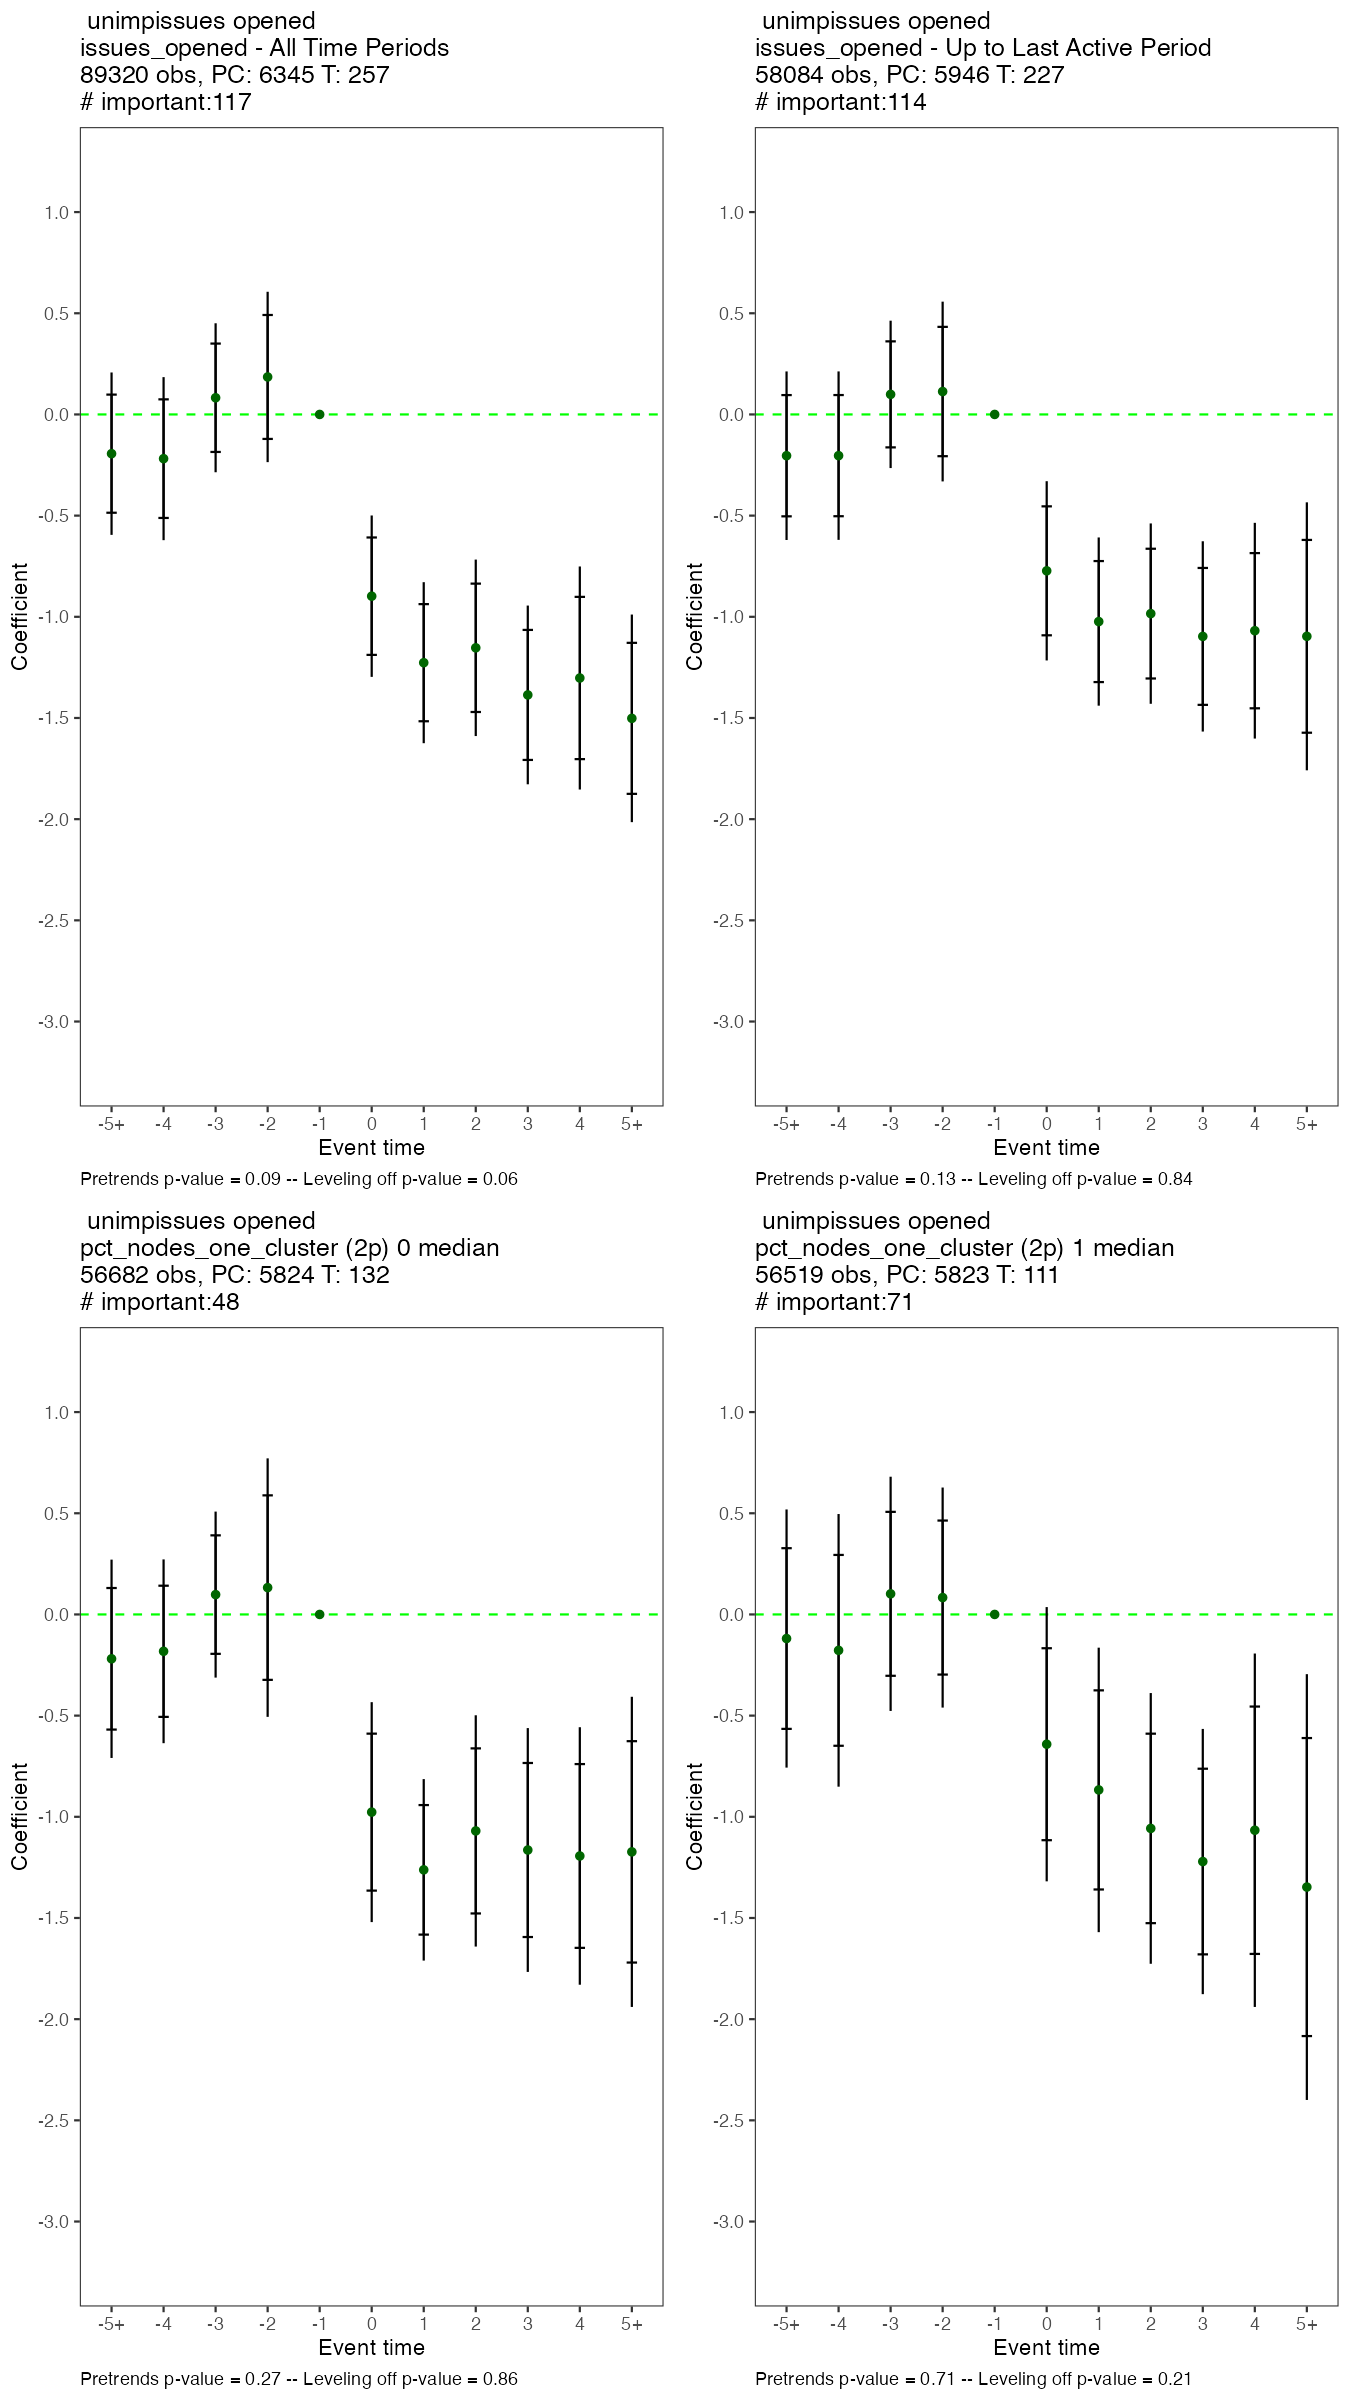 unimpissues opened
issues_opened - All Time Periods
89320 obs, PC: 6345 T: 257
# important:117
1.0
0.5
0.0
-0.5
-1.0
-1.5
-2.0
-2.5
-3.0
Coefficient
-5+ -4 -3 -2 -1 0 1 2 3 4 5+
Event time
Pretrends p-value = 0.09 -- Leveling off p-value = 0.06
unimpissues opened
issues_opened - Up to Last Active Period
58084 obs, PC: 5946 T: 227
# important:114
1.0
0.5
0.0
-0.5
-1.0
-1.5
-2.0
-2.5
-3.0
Coefficient
-5+ -4 -3 -2 -1 0 1 2 3 4 5+
Event time
Pretrends p-value = 0.13 -- Leveling off p-value = 0.84
unimpissues opened
pct_nodes_one_cluster (2p) 0 median
56682 obs, PC: 5824 T: 132
# important:48
1.0
0.5
0.0
-0.5
-1.0
-1.5
-2.0
-2.5
-3.0
Coefficient
-5+ -4 -3 -2 -1 0 1 2 3 4 5+
Event time
Pretrends p-value = 0.27 -- Leveling off p-value = 0.86
unimpissues opened
pct_nodes_one_cluster (2p) 1 median
56519 obs, PC: 5823 T: 111
# important:71
1.0
0.5
0.0
-0.5
-1.0
-1.5
-2.0
-2.5
-3.0
Coefficient
-5+ -4 -3 -2 -1 0 1 2 3 4 5+
Event time
Pretrends p-value = 0.71 -- Leveling off p-value = 0.21